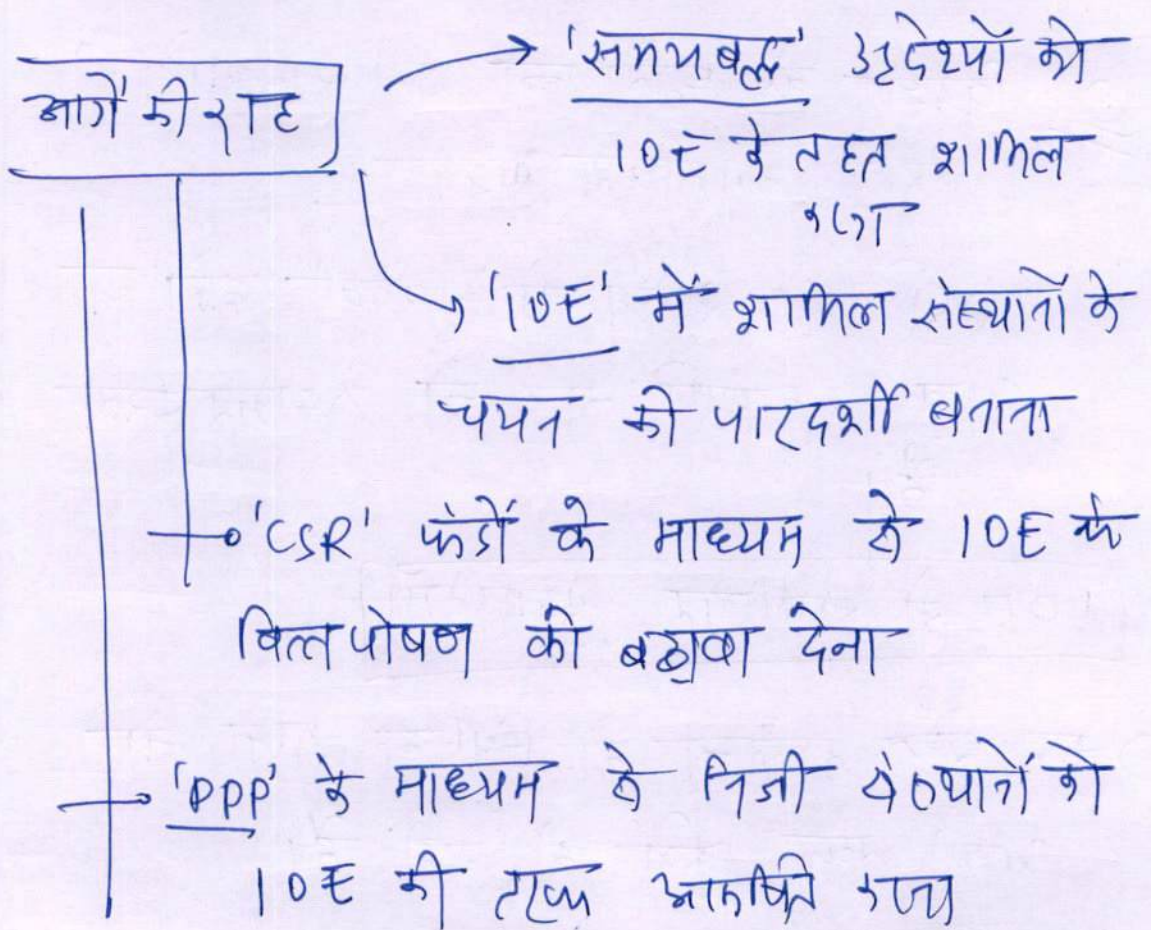 आगे की राह
'समयबद्ध' उद्देश्यों को
IOE के तहत शामिल
करना
'IOE' में शामिल संस्थानों के
चयन को पारदर्शी बनाना
'CSR' फंडों के माध्यम से IOE के
वित्तपोषण को बढ़ावा देना
'PPP' के माध्यम से निजी संस्थानों को
IOE की तरफ आकर्षित करना